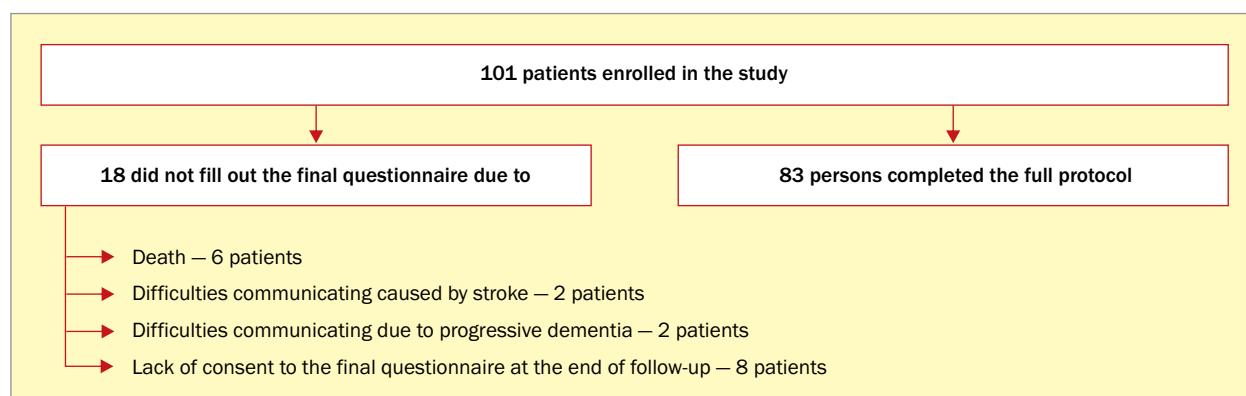 101 patients enrolled in the study
18 did not fill out the final questionnaire due to
83 persons completed the full protocol
Death — 6 patients
Difficulties communicating caused by stroke — 2 patients
Difficulties communicating due to progressive dementia — 2 patients
Lack of consent to the final questionnaire at the end of follow-up — 8 patients